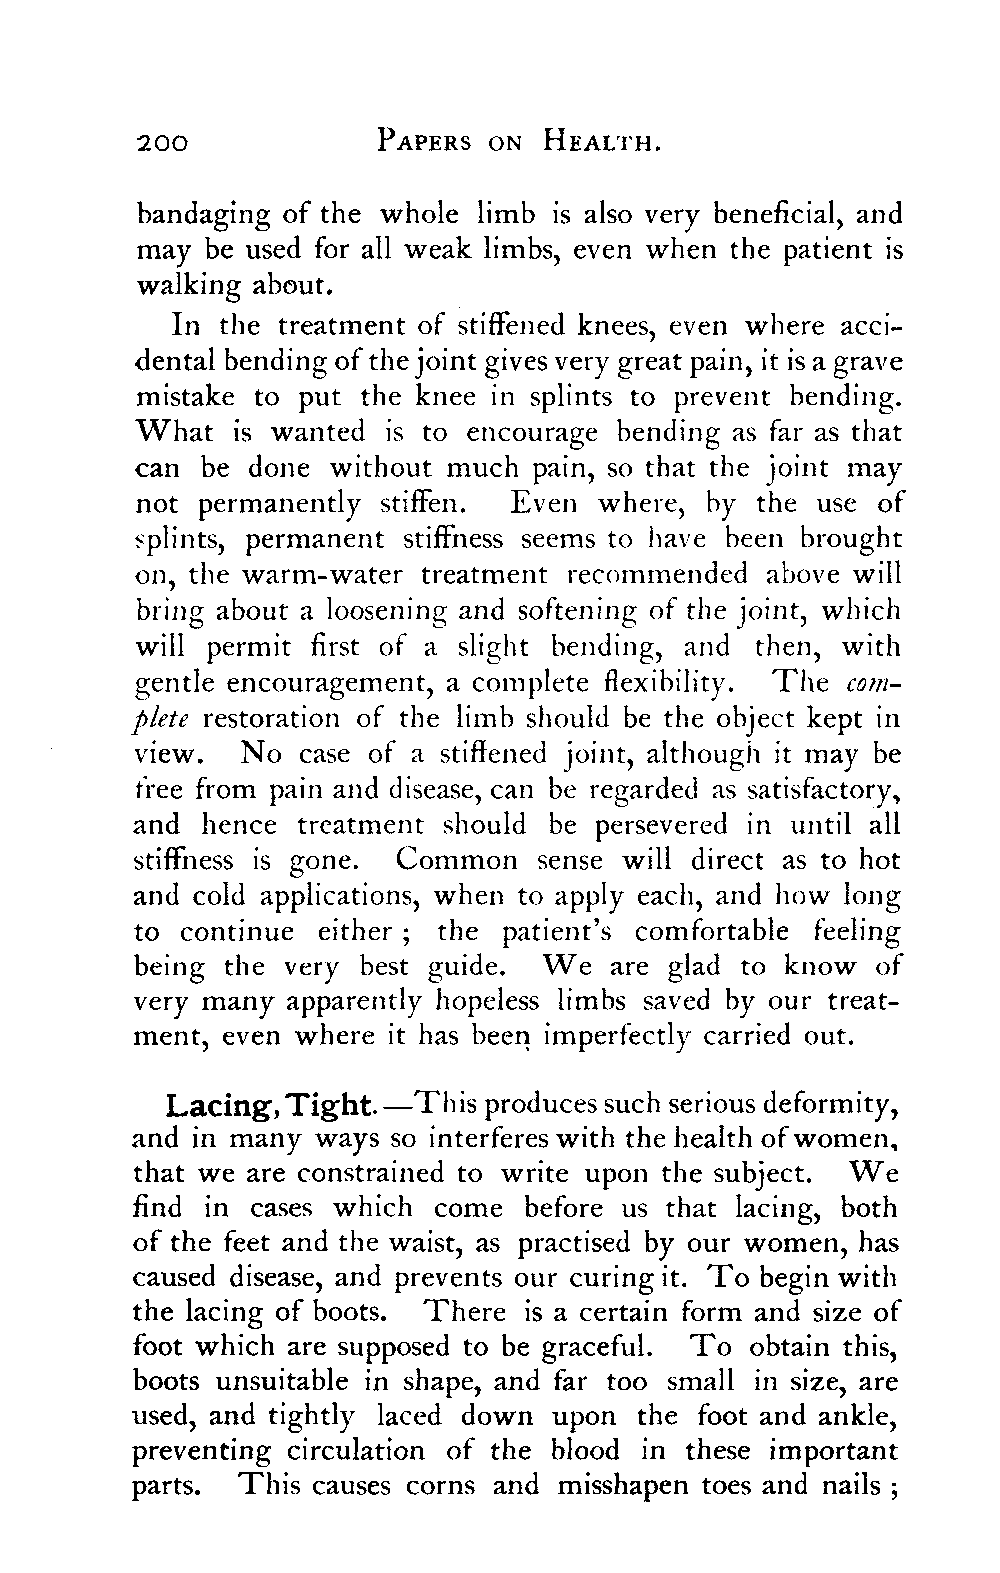 200 PAPERS ON HEALTH.
bandaging of the whole limb is also very beneficial, and
may be used for all weak limbs, even when the patient is
walking about.
In the treatment of stiffened knees, even where acci-
dental bending of the joint gives very great pain, it is a grave
mistake to put the knee in splints to prevent bending.
What is wanted is to encourage bending as far as that
can be done without much pain, so that the joint may
not permanently stiffen. Even where, by the use of
splints, permanent stiffness seems to have been brought
on, the warm-water treatment recommended above will
bring about a loosening and softening of the joint, which
will permit first of a slight bending, and then, with
gentle encouragement, a complete flexibility. The com-
plete restoration of the limb should be the object kept in
view. No case of a stiffened joint, although it may be
free from pain and disease, can be regarded as satisfactory,
and hence treatment should be persevered in until all
stiffness is gone. Common sense will direct as to hot
and cold applications, when to apply each, and how long
to continue either ; the patient's comfortable feeling
being the very best guide. We are glad to know of
very many apparently hopeless limbs saved by our treat-
ment, even where it has been imperfectly carried out.
Lacing, Tight.—This produces such serious deformity,
and in many ways so interferes with the health of women,
that we are constrained to write upon the subject. We
find in cases which come before us that lacing, both
of the feet and the waist, as practised by our women, has
caused disease, and prevents our curing it. To begin with
the lacing of boots. There is a certain form and size of
foot which are supposed to be graceful. To obtain this,
boots unsuitable in shape, and far too small in size, are
used, and tightly laced down upon the foot and ankle,
preventing circulation of the blood in these important
parts. This causes corns and misshapen toes and nails ;